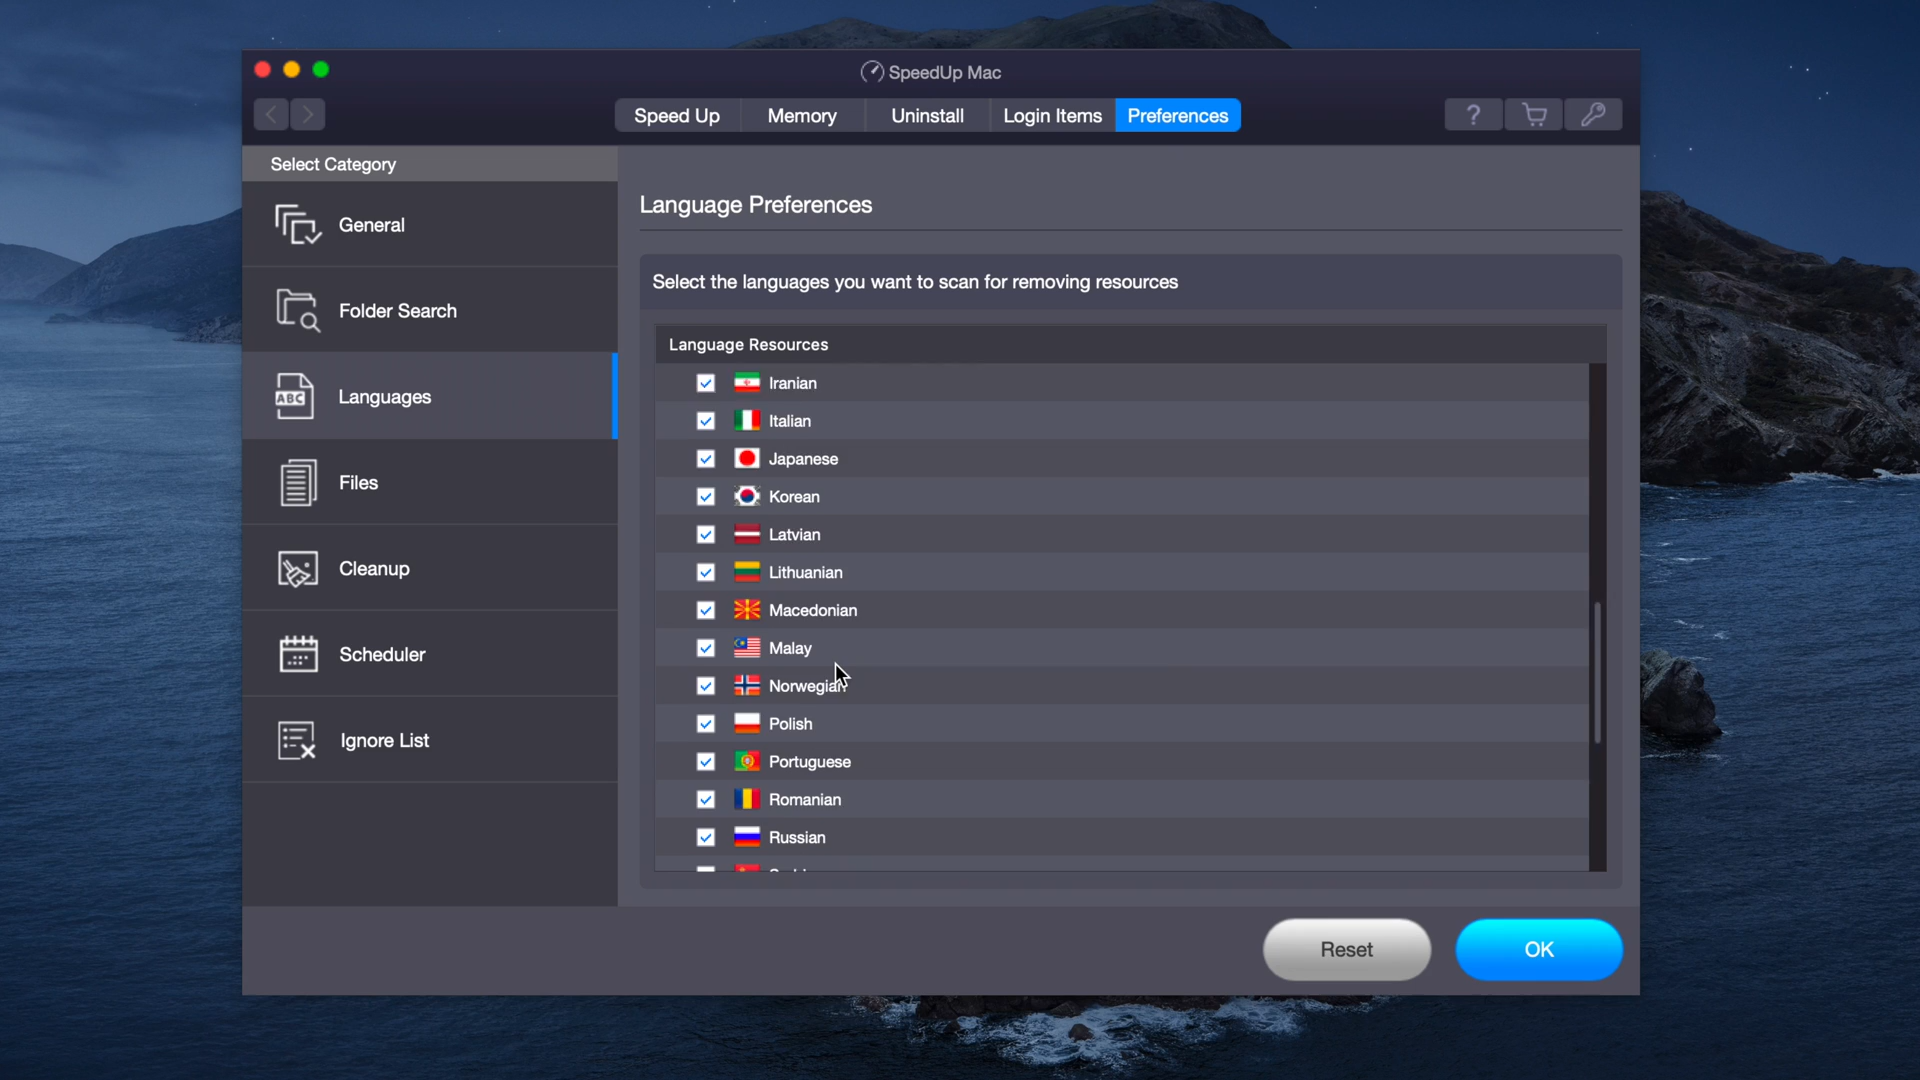 SpeedUp Mac
Speed Up
Memory
Uninstall
Login Items
Preferences
?
Select Category
General
Folder Search
ABC
Languages
Files
Cleanup
Scheduler
Ignore List
Language Preferences
Select the languages you want to scan for removing resources
Language Resources
Iranian
Italian
Japanese
Korean
Latvian
Lithuanian
Macedonian
Malay
Norwegian
Polish
Portuguese
Romanian
Russian
Reset
OK